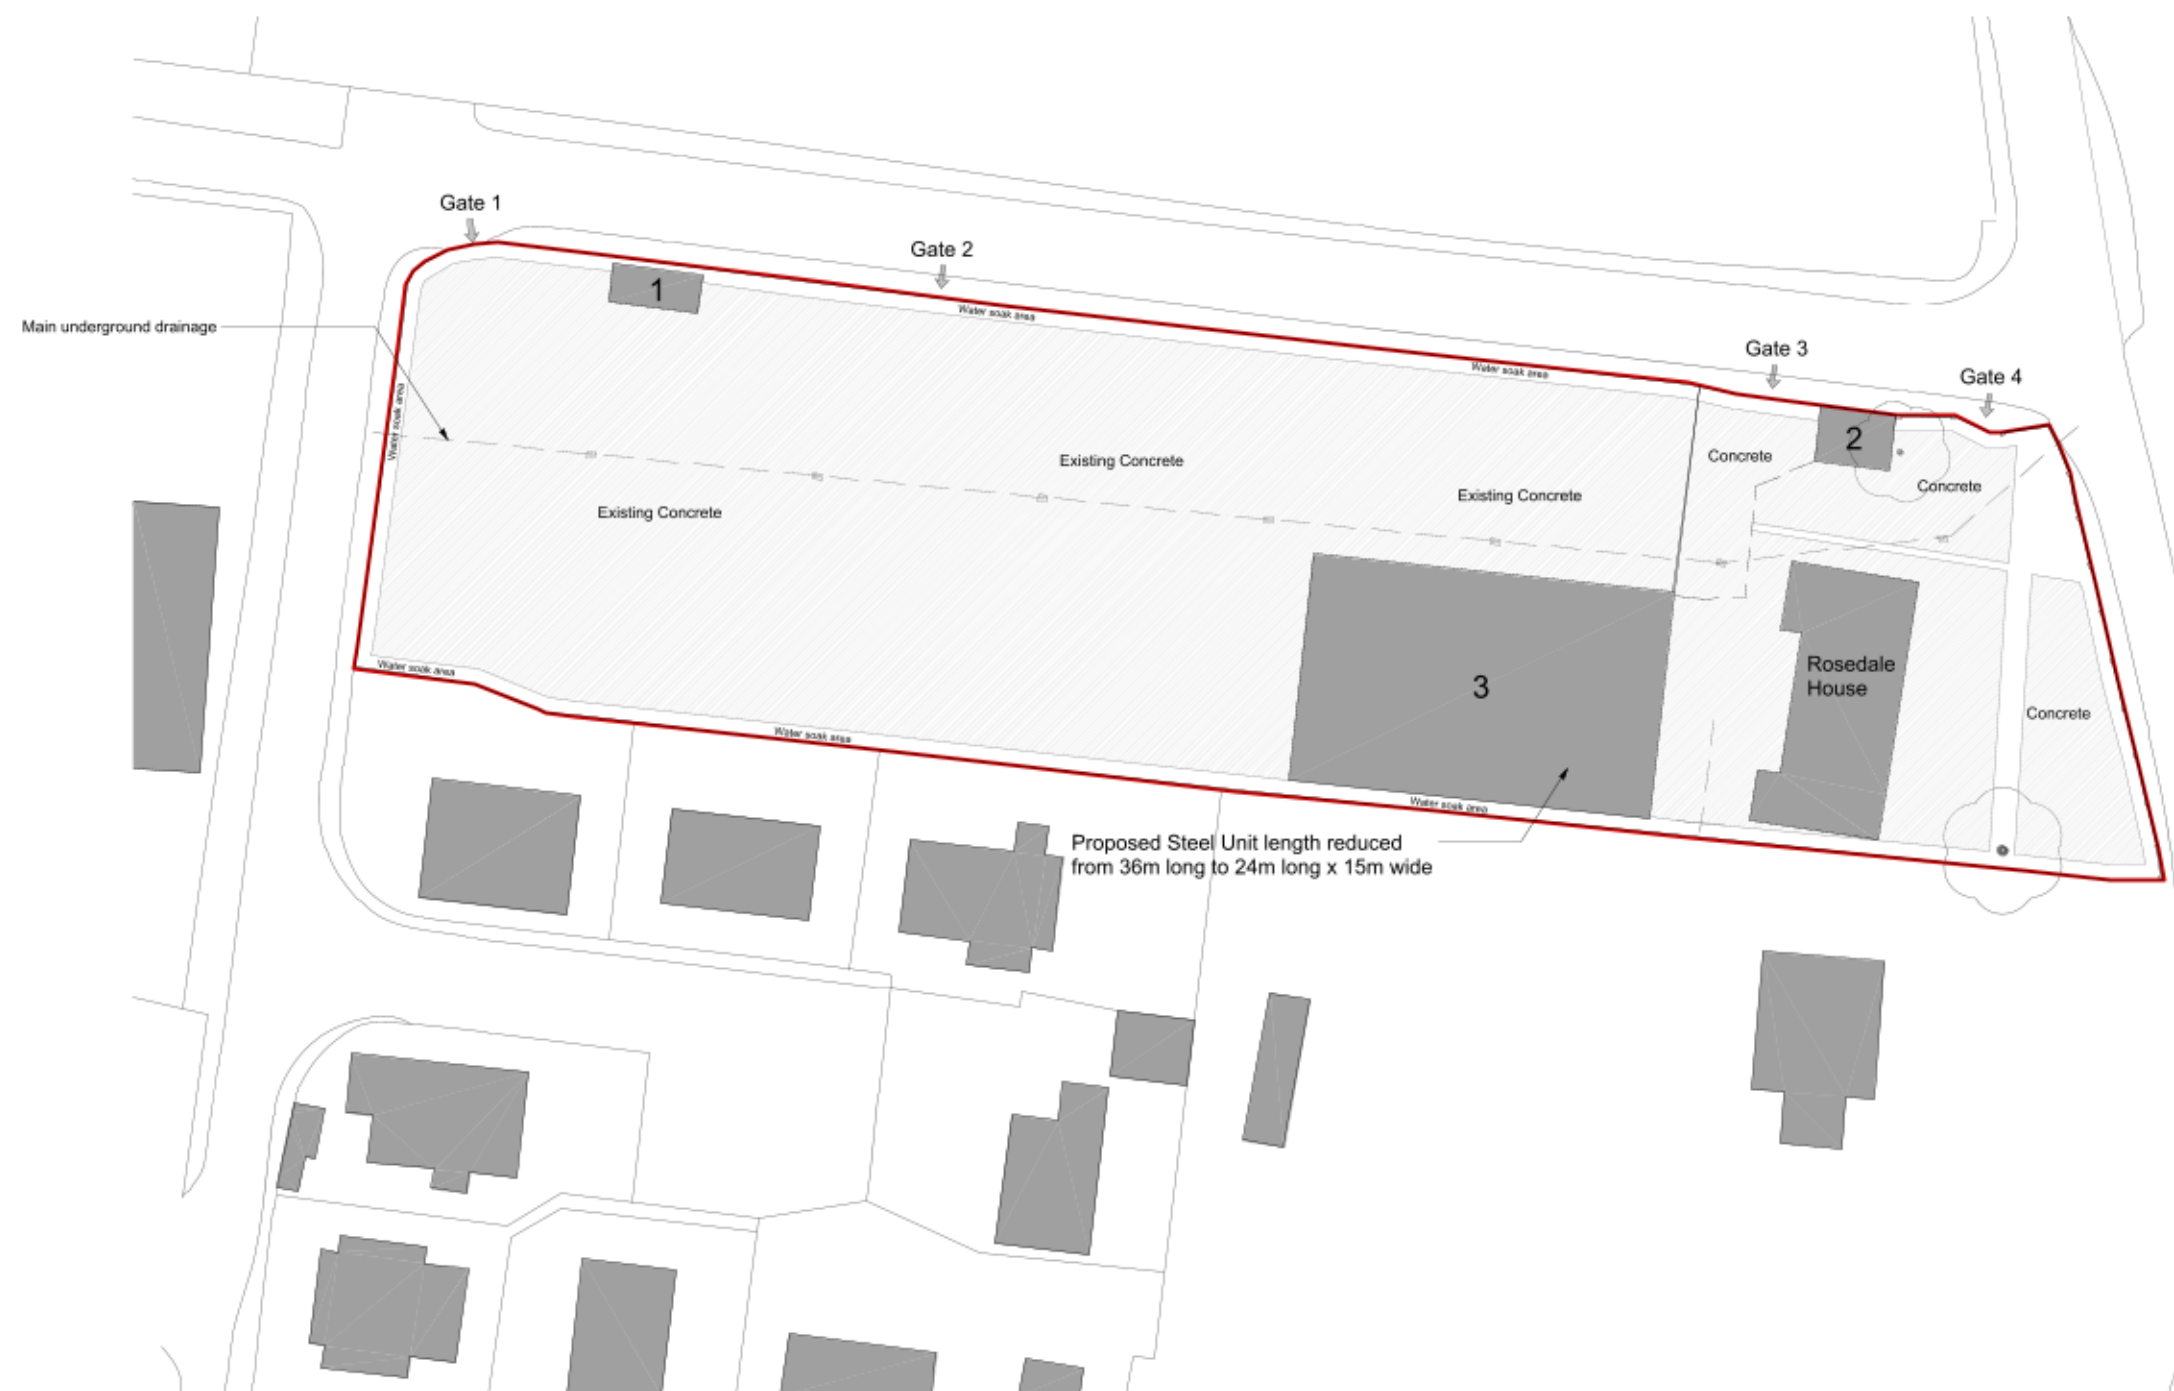 Gate 1
Gate 2
Water soak area
Main underground drainage
Gate 3
Water soak area
Gate 4
1
2
Water soak area
Concrete
Existing Concrete
Concrete
Existing Concrete
Existing Concrete
Rosedale
House
Water soak area
3
Concrete
Water soak area
Water soak area
Proposed Steel Unit length reduced
from 36m long to 24m long x 15m wide